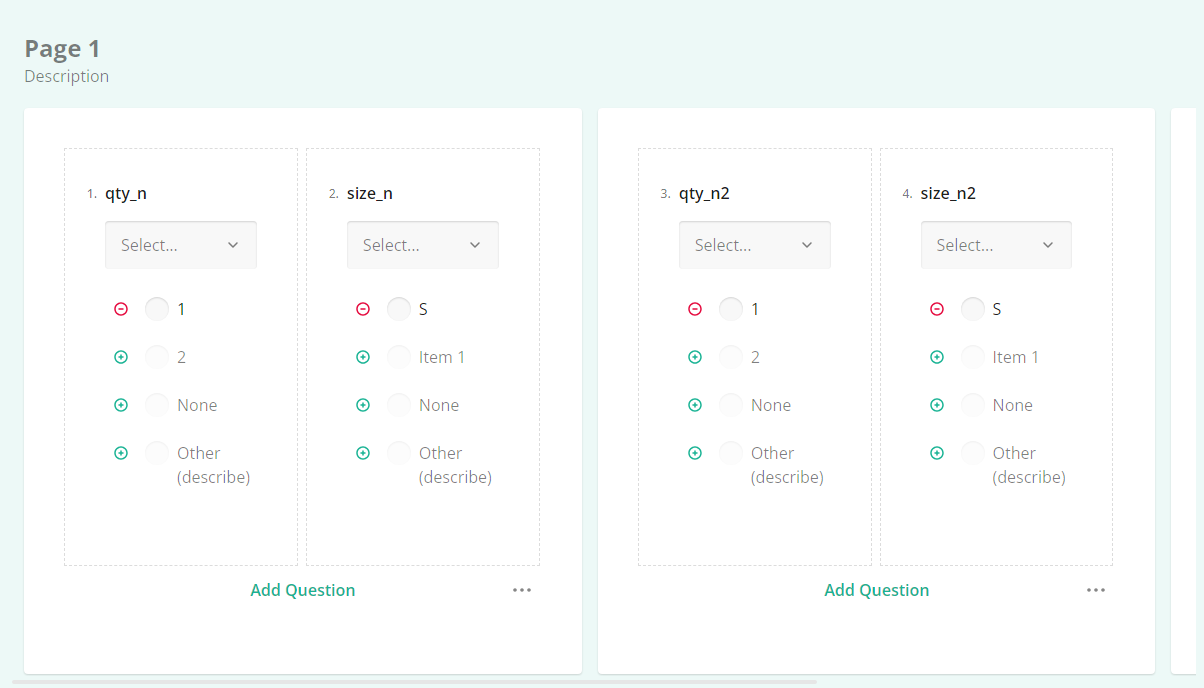 Page 1
Description
1. qty_n
Select...
1
2
None
Other
(describe)
2. size_n
Select...
S
Item 1
None
Other
(describe)
Add Question
3. qty_n2
Select...
1
2
None
Other
(describe)
4. size_n2
Select...
S
Item 1
None
Other
(describe)
Add Question